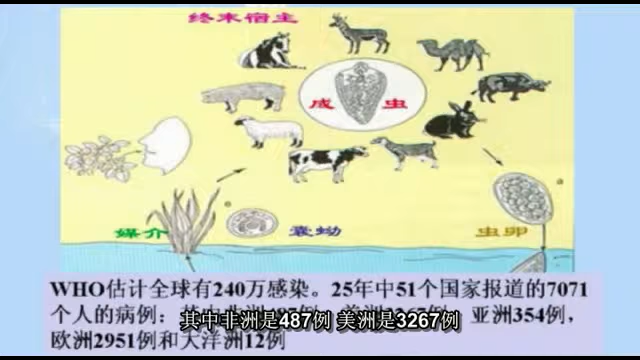 终末宿主
成 虫
媒介
囊蚴
虫卵
WHO估计全球有240万感染。25年中51个国家报道的7071
个人的病例：
亚洲354例，
其中非洲是487例 美洲是3267例
欧洲2951例和大洋洲12例